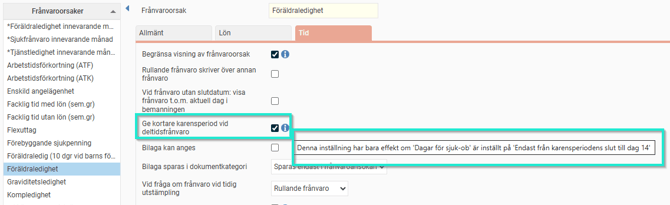 Frånvaroorsaker
*Föräldraledighet innevarande m...
*Sjukfrånvaro innevarande månad
*Tjänstledighet innevarande mån...
Arbetstidsförkortning (ATF)
Arbetstidsförkortning (ATK)
Enskild angelägenhet
Facklig tid med lön (sem.gr)
Facklig tid utan lön (sem.gr)
Flexuttag
Förebyggande sjukpenning
Föräldraledig (10 dgr vid barns fö...
Föräldraledighet
Graviditetsledighet
Kompledighet
Frånvaroorsak
Föräldraledighet
Allmänt
Lön
Tid
Begränsa visning av frånvaroorsak
Rullande frånvaro skriver över annan
frånvaro
Vid frånvaro utan slutdatum: visa
frånvaro t.o.m. aktuell dag i
bemanningen
Ge kortare karensperiod vid
deltidsfrånvaro
Denna inställning har bara effekt om 'Dagar för sjuk-ob' är inställt på 'Endast från karensperiodens slut till dag 14'
Bilaga kan anges
Bilaga sparas i dokumentkategori
Sparas endast i frånvaroansökan
Vid fråga om frånvaro vid tidig
utstämpling
Rullande frånvaro